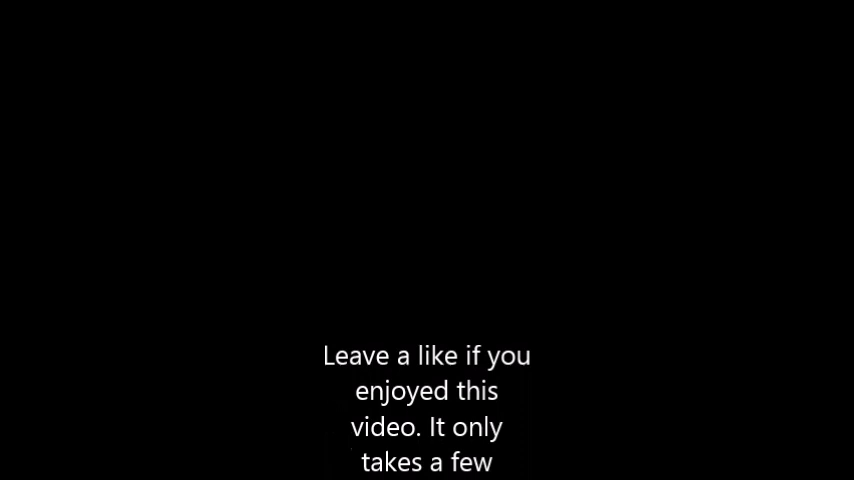 Leave a like if you
enjoyed this
video. It only
takes a few